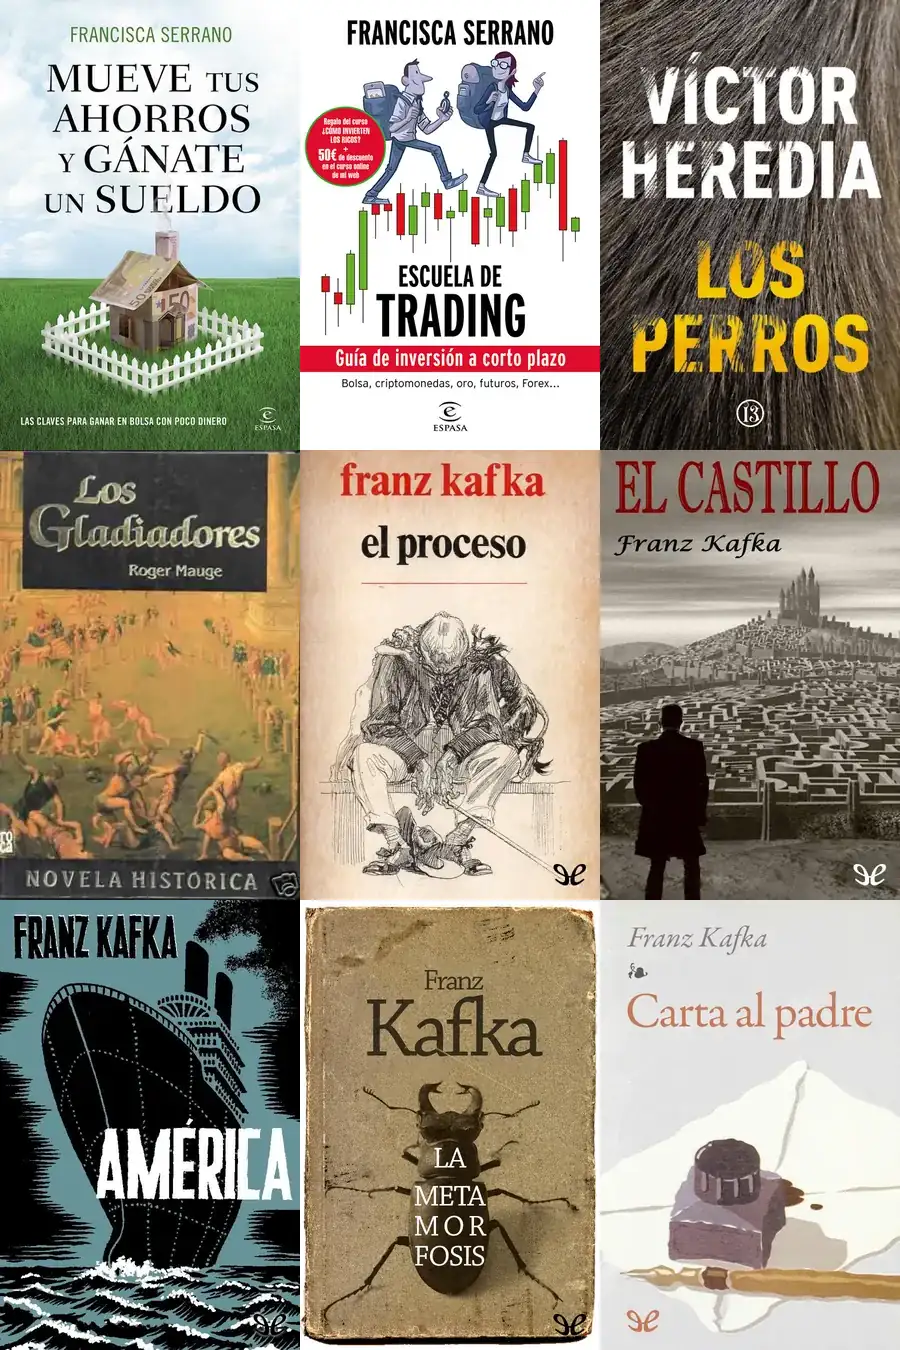 FRANCISCA SERRANO
MUEVE TUS
AHORROS
Y GÁNATE
UN SUELDO
50
LAS CLAVES PARA GANAR EN BOLSA CON POCO DINERO
e
ESPASA
FRANCISCA SERRANO
Regalo del curso
¿CÓMO INVIERTEN
LOS RICOS?
+
50€ de descuento
en el curso online
de mi web
ESCUELA DE
TRADING
Guía de inversión a corto plazo
Bolsa, criptomonedas, oro, futuros, Forex...
e
ESPASA
VÍCTOR
HEREDIA
LOS
PERROS
13
Los
Gladiadores
Roger Mauge
NOVELA HISTÓRICA
franz kafka
el proceso
EL CASTILLO
Franz Kafka
FRANZ KAFKA
AMÉRICA
Franz
Kafka
LA
META
MOR
FOSIS
Franz Kafka
Carta al padre